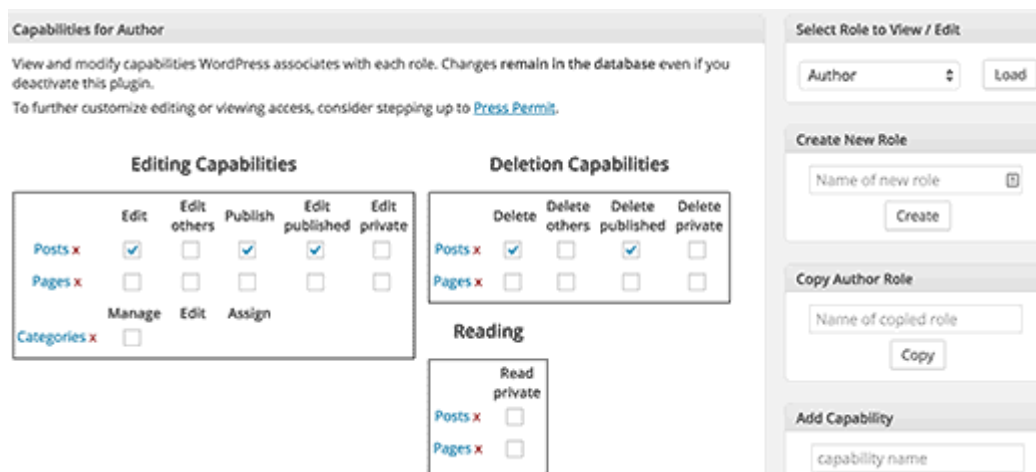 Capabilities for Author
View and modify capabilities WordPress associates with each role. Changes remain in the database even if you
deactivate this plugin.
To further customize editing or viewing access, consider stepping up to Press Permit.
Editing Capabilities
Edit Edit others Publish Edit published Edit private
Posts x
Pages x
Manage Edit Assign
Categories x
Deletion Capabilities
Delete Delete others Delete published Delete private
Posts x
Pages x
Reading
Read private
Posts x
Pages x
Select Role to View / Edit
Author Load
Create New Role
Name of new role
Create
Copy Author Role
Name of copied role
Copy
Add Capability
capability name